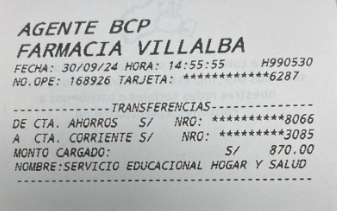 AGENTE BCP
FARMACIA VILLALBA
FECHA: 30/09/24 HORA: 14:55:55 H990530
NO.OPE: 168926 TARJETA: ************6287
------------TRANSFERENCIAS------------
DE CTA. AHORROS S/ NRO: *********8066
A CTA. CORRIENTE S/ NRO: *********3085
MONTO CARGADO: S/ 870.00
NOMBRE:SERVICIO EDUCACIONAL HOGAR Y SALUD